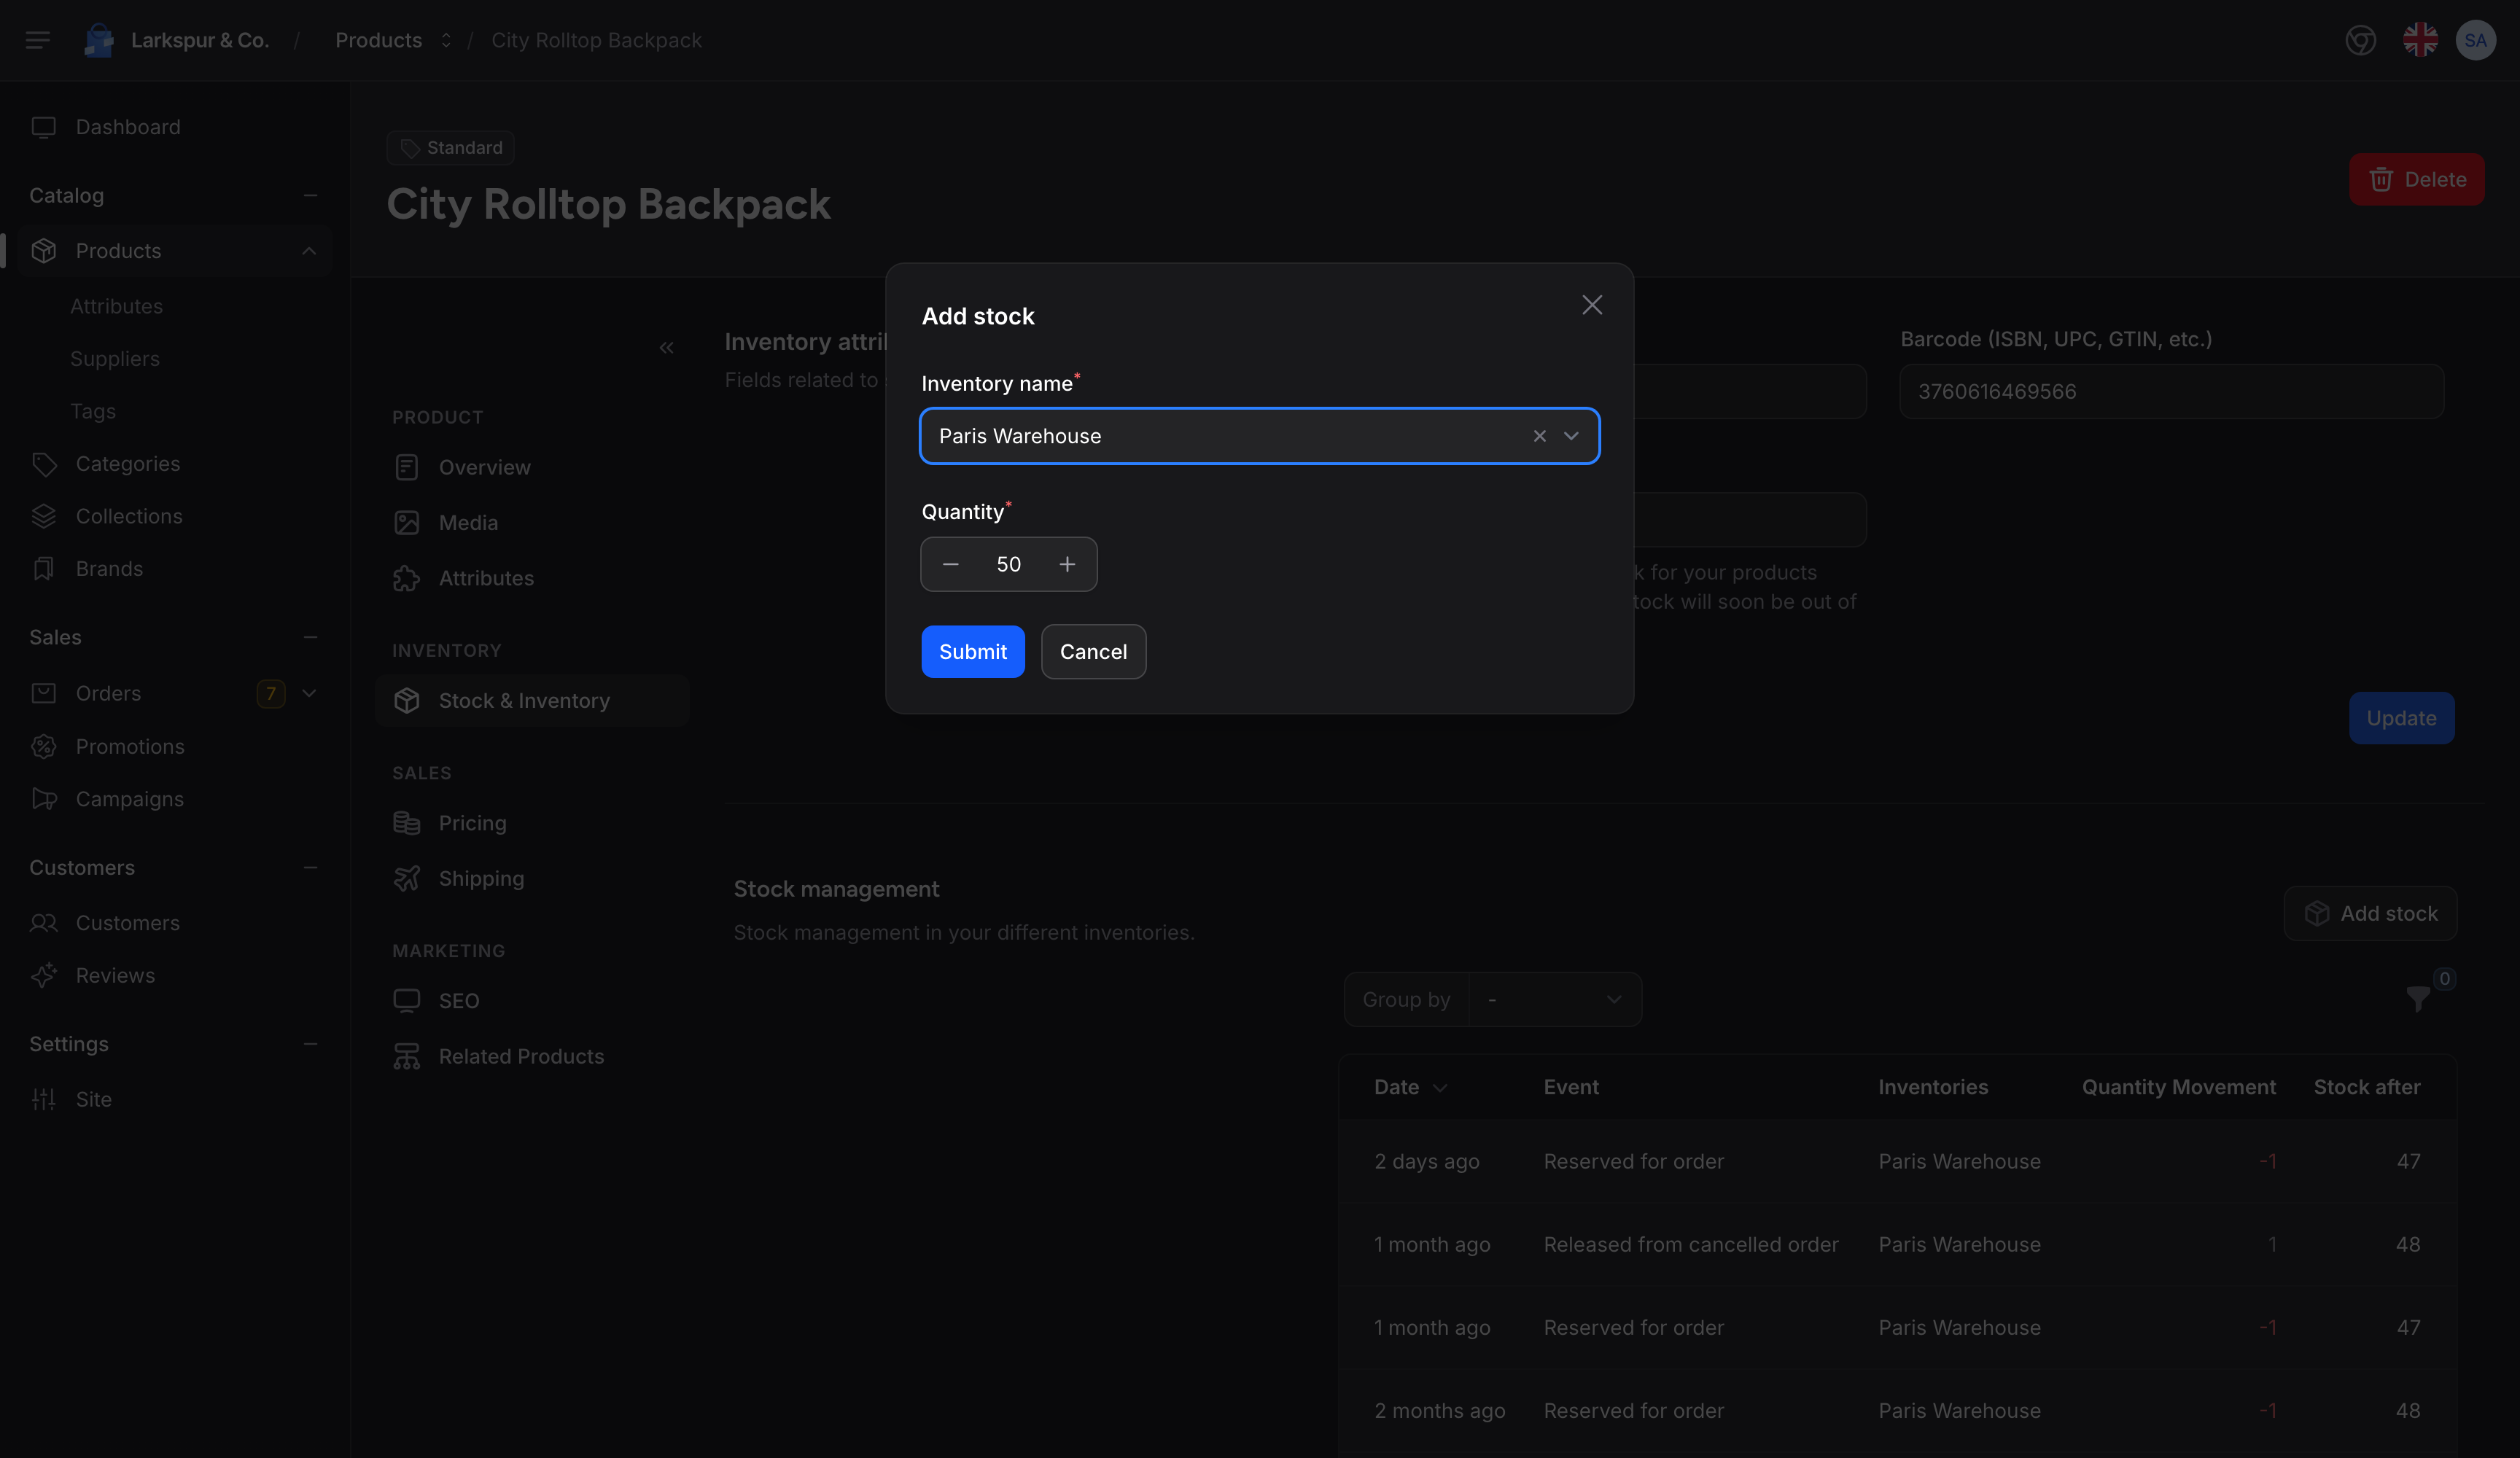 Larkspur & Co. / Products / City Rolltop Backpack
SA
Dashboard
Catalog
Products
Attributes
Suppliers
Tags
Categories
Collections
Brands
Sales
Orders 7
Promotions
Campaigns
Customers
Customers
Reviews
Settings
Site
Standard
City Rolltop Backpack
Delete
PRODUCT
Overview
Media
Attributes
INVENTORY
Stock & Inventory
SALES
Pricing
Shipping
MARKETING
SEO
Related Products
Inventory
Fields related to
Barcode (ISBN, UPC, GTIN, etc.)
3760616469566
for your products
will soon be out of
Update
Add stock
Inventory name*
Paris Warehouse
Quantity*
50
Submit Cancel
Stock management
Stock management in your different inventories.
Add stock
Group by -
0
Date Event Inventories Quantity Movement Stock after
2 days ago Reserved for order Paris Warehouse -1 47
1 month ago Released from cancelled order Paris Warehouse 1 48
1 month ago Reserved for order Paris Warehouse -1 47
2 months ago Reserved for order Paris Warehouse -1 48